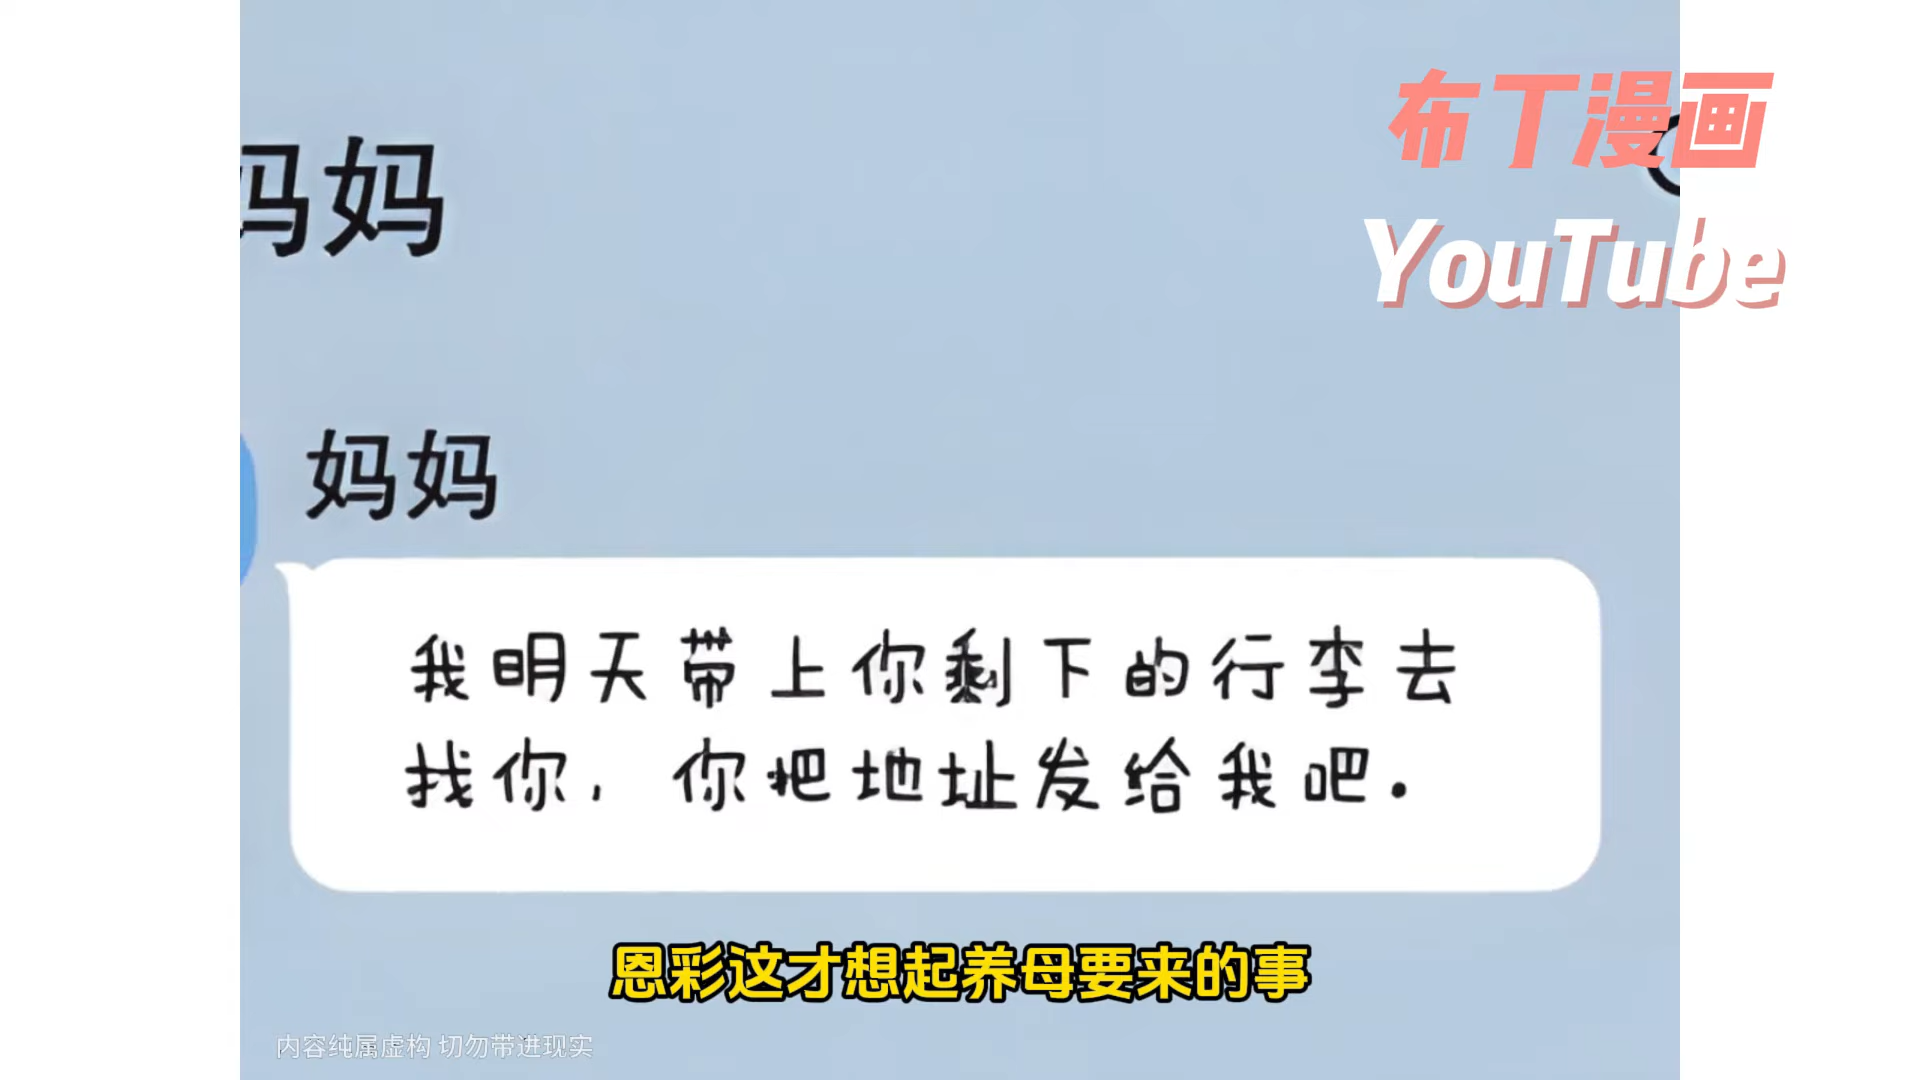 布丁漫画
妈妈
YouTube
妈妈
我明天带上你剩下的行李去
找你，你把地址发给我吧.
恩彩这才想起养母要来的事
内容纯属虚构 切勿带进现实